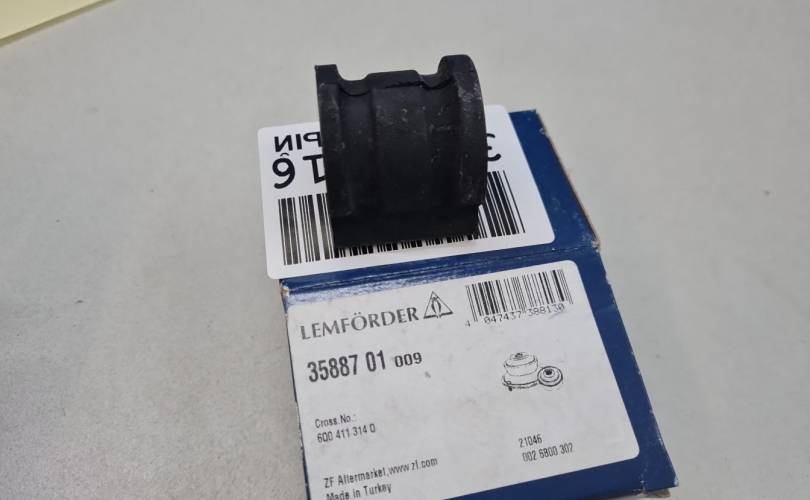 LEMFÖRDER
4 047437 388130
35887 01 009
Cross.No.:
6Q0 411 314 Q
21046
002 6800 302
ZF Aftermarket,www.zf.com
Made in Turkey